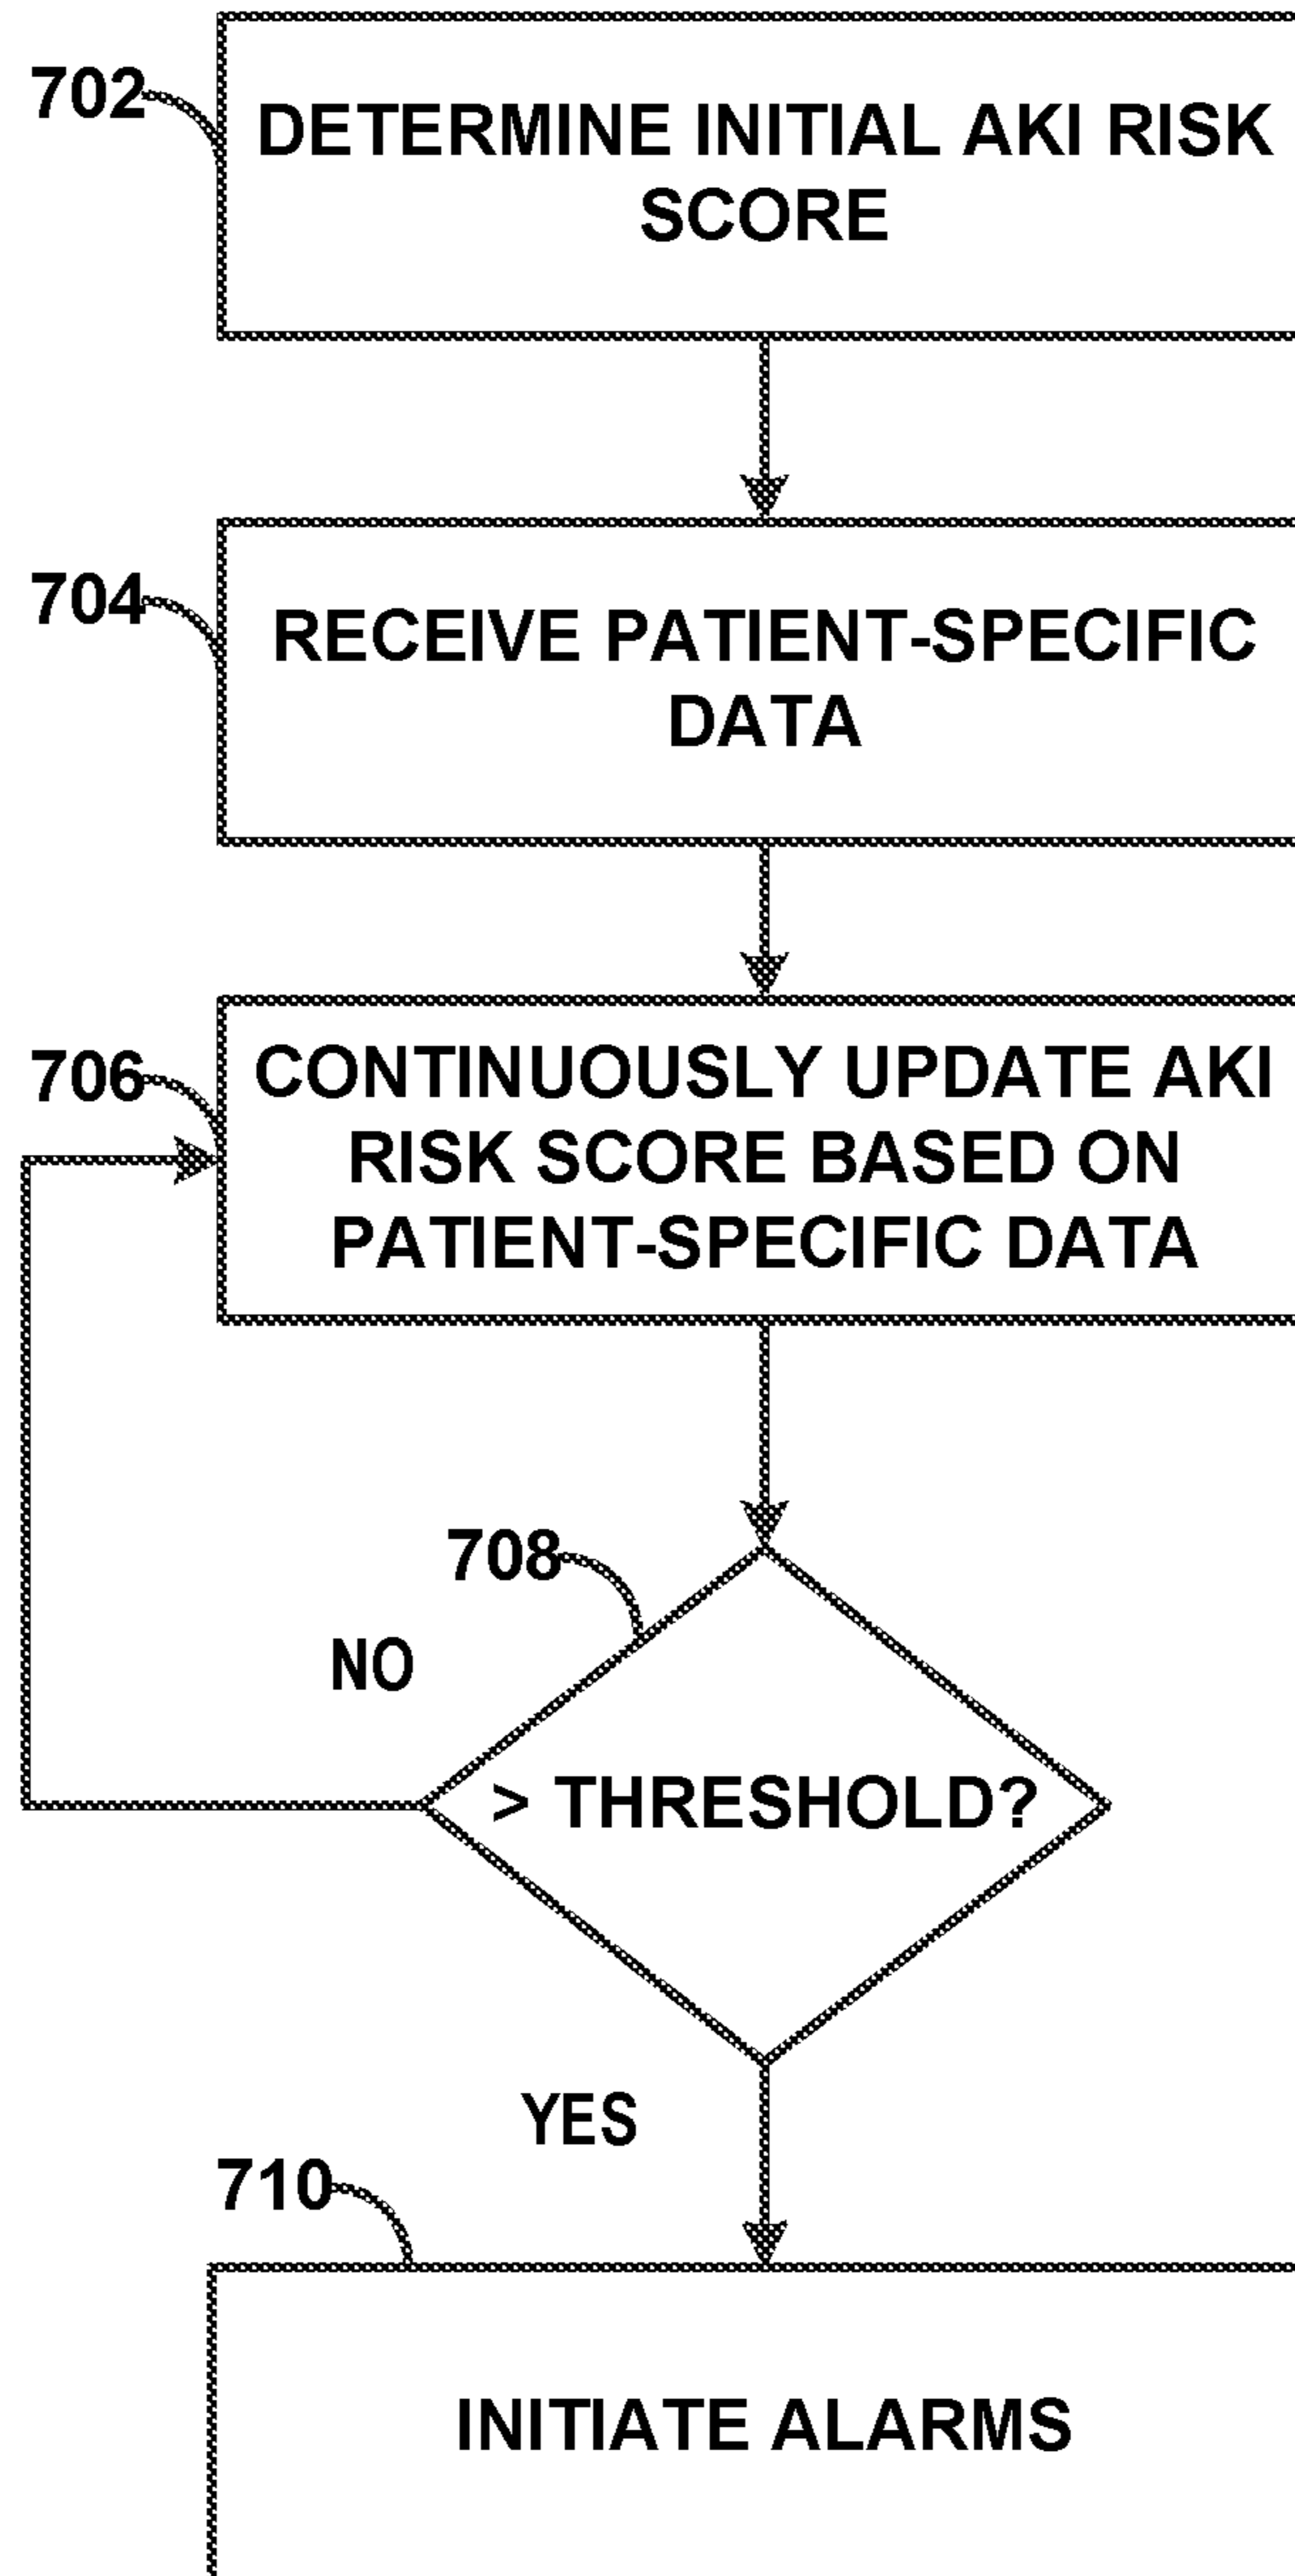 702
DETERMINE INITIAL AKI RISK
SCORE
704
RECEIVE PATIENT-SPECIFIC
DATA
706
CONTINUOUSLY UPDATE AKI
RISK SCORE BASED ON
PATIENT-SPECIFIC DATA
708
NO
> THRESHOLD?
YES
710
INITIATE ALARMS